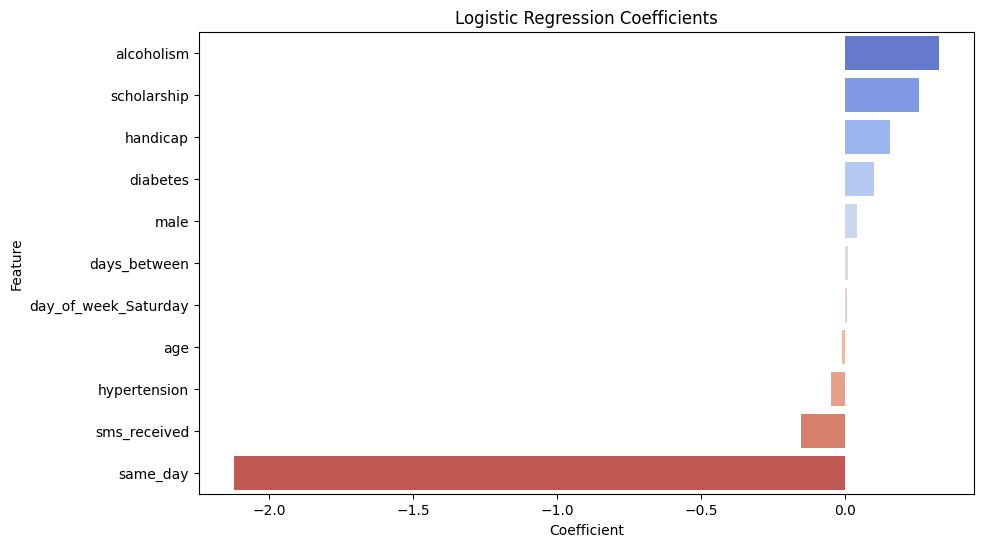 Logistic Regression Coefficients
alcoholism
scholarship
handicap
diabetes
male
days_between
day_of_week_Saturday
age
hypertension
sms_received
same_day
Feature
−2.0 −1.5 −1.0 −0.5 0.0
Coefficient